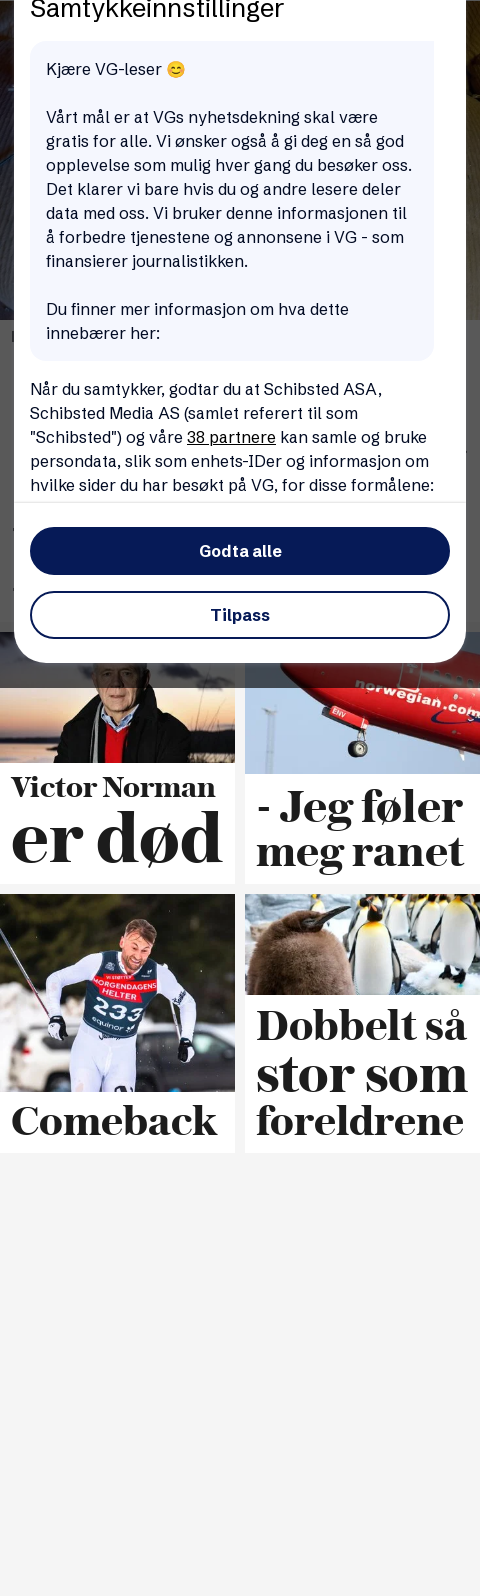 Samtykkeinnstillinger
Kjære VG-leser 😊
Vårt mål er at VGs nyhetsdekning skal være
gratis for alle. Vi ønsker også å gi deg en så god
opplevelse som mulig hver gang du besøker oss.
Det klarer vi bare hvis du og andre lesere deler
data med oss. Vi bruker denne informasjonen til
å forbedre tjenestene og annonsene i VG - som
finansierer journalistikken.
Du finner mer informasjon om hva dette
innebærer her:
Når du samtykker, godtar du at Schibsted ASA,
Schibsted Media AS (samlet referert til som
"Schibsted") og våre 38 partnere kan samle og bruke
persondata, slik som enhets-IDer og informasjon om
hvilke sider du har besøkt på VG, for disse formålene:
Godta alle
Tilpass
norwegian.com
ENV
Victor Norman
er død
- Jeg føler
meg ranet
VI STØTTER
MORGENDAGENS
HELTER
233
equinor
Comeback
Dobbelt så
stor som
foreldrene